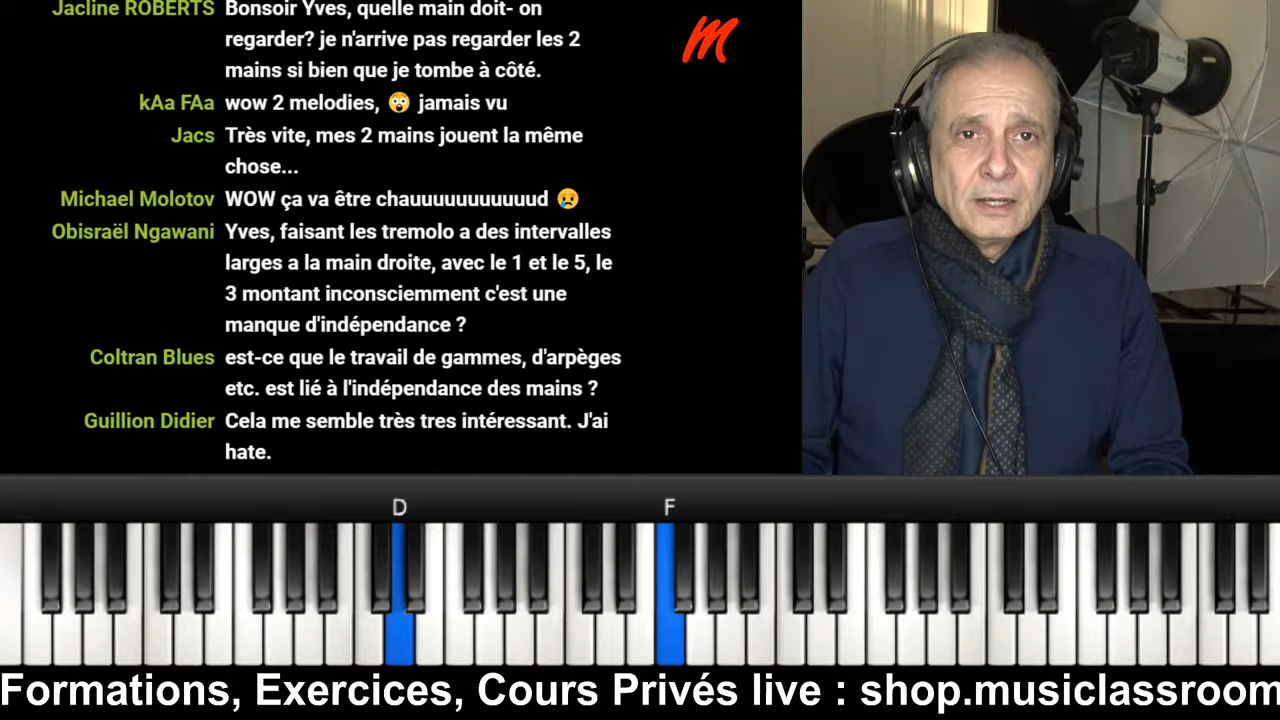 Jacline ROBERTS Bonsoir Yves, quelle main doit- on
regarder? je n'arrive pas regarder les 2
mains si bien que je tombe à côté.
kAa FAa wow 2 melodies, 😲 jamais vu
Jacs Très vite, mes 2 mains jouent la même
chose...
Michael Molotov WOW ça va être chauuuuuuuuuuud 😢
Obisraël Ngawani Yves, faisant les tremolo a des intervalles
larges a la main droite, avec le 1 et le 5, le
3 montant inconsciemment c'est une
manque d'indépendance ?
Coltran Blues est-ce que le travail de gammes, d'arpèges
etc. est lié à l'indépendance des mains ?
Guillion Didier Cela me semble très tres intéressant. J'ai
hate.
m
D F
Formations, Exercices, Cours Privés live : shop.musiclassroom